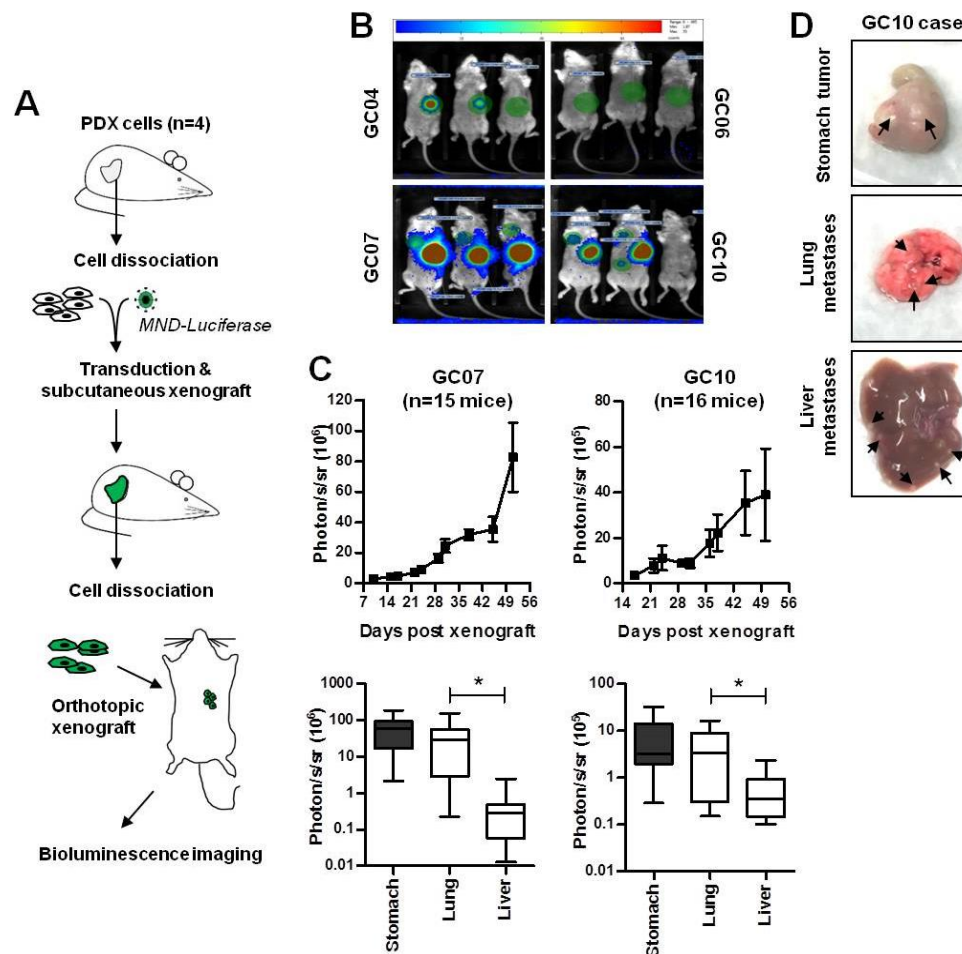 A
PDX cells (n=4)
Cell dissociation
MND-Luciferase
Transduction &
subcutaneous xenograft
Cell dissociation
Orthotopic
xenograft
Bioluminescence imaging
B
GC04
GC06
GC07
GC10
C
GC07
(n=15 mice)
Photon/s/sr (10⁶)
120
100
80
60
40
20
0
7 14 21 28 35 42 49 56
Days post xenograft
GC10
(n=16 mice)
Photon/s/sr (10⁵)
80
60
40
20
0
14 21 28 35 42 49 56
Days post xenograft
*
Photon/s/sr (10⁶)
1000
100
10
1
0.1
0.01
Stomach
Lung
Liver
*
Photon/s/sr (10⁵)
100
10
1
0.1
0.01
Stomach
Lung
Liver
D
GC10 case
Stomach tumor
Lung
metastases
Liver
metastases